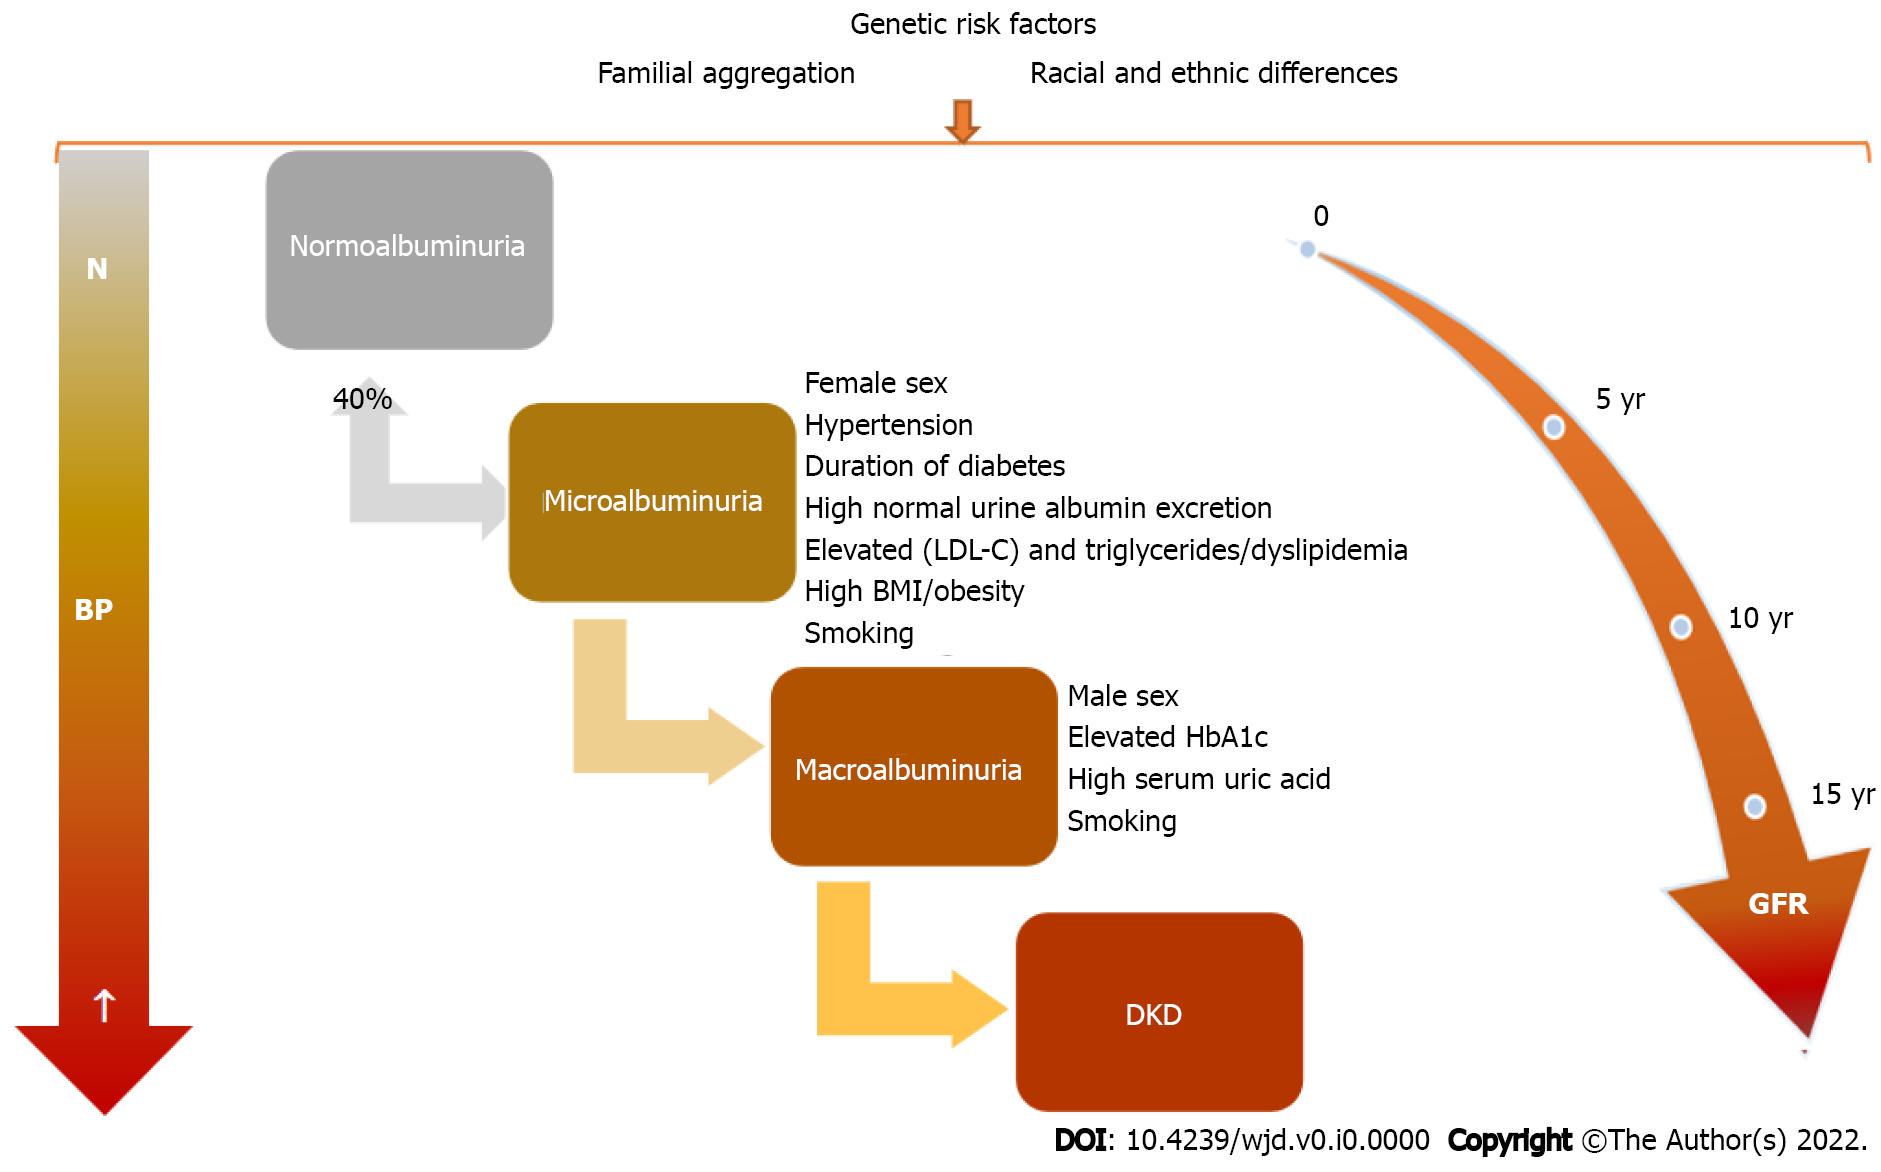 Genetic risk factors
Familial aggregation
Racial and ethnic differences
N
BP
↑
Normoalbuminuria
40%
Microalbuminuria
Female sex
Hypertension
Duration of diabetes
High normal urine albumin excretion
Elevated (LDL-C) and triglycerides/dyslipidemia
High BMI/obesity
Smoking
Macroalbuminuria
Male sex
Elevated HbA1c
High serum uric acid
Smoking
DKD
0
5 yr
10 yr
15 yr
GFR
DOI: 10.4239/wjd.v0.i0.0000 Copyright ©The Author(s) 2022.